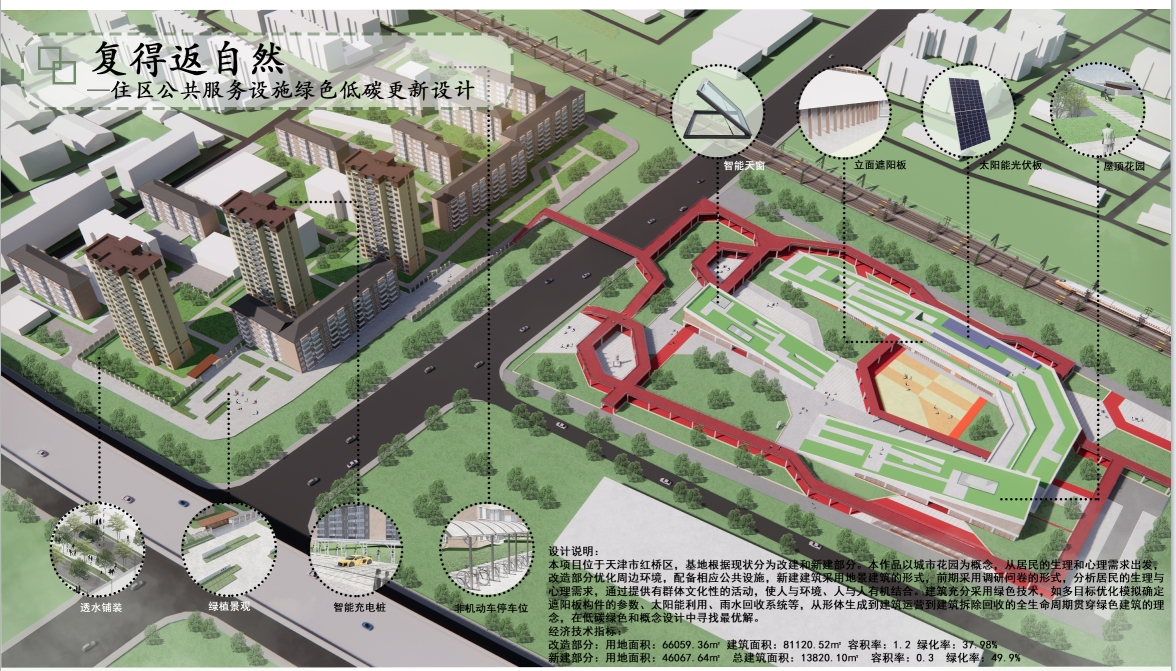 复得返自然
—住区公共服务设施绿色低碳更新设计
智能天窗
立面遮阳板
太阳能光伏板
屋顶花园
透水铺装
绿植景观
智能充电桩
非机动车停车位
设计说明:
本项目位于天津市红桥区，基地根据现状分为改建和新建部分。本作品以城市花园为概念，从居民的生理和心理需求出发，
改造部分优化周边环境，配备相应公共设施，新建建筑采用地景建筑的形式，前期采用调研问卷的形式，分析居民的生理与
心理需求，通过提供有群体文化性的活动，使人与环境、人与人有机结合。建筑充分采用绿色技术，如多目标优化模拟确定
遮阳板构件的参数、太阳能利用、雨水回收系统等，从形体生成到建筑运营到建筑拆除回收的全生命周期贯穿绿色建筑的理
念，在低碳绿色和概念设计中寻找最优解。
经济技术指标:
改造部分: 用地面积: 66059.36㎡ 建筑面积: 81120.52㎡ 容积率: 1.2 绿化率: 37.98%
新建部分: 用地面积: 46067.64㎡ 总建筑面积: 13820.10㎡ 容积率: 0.3 绿化率: 49.9%